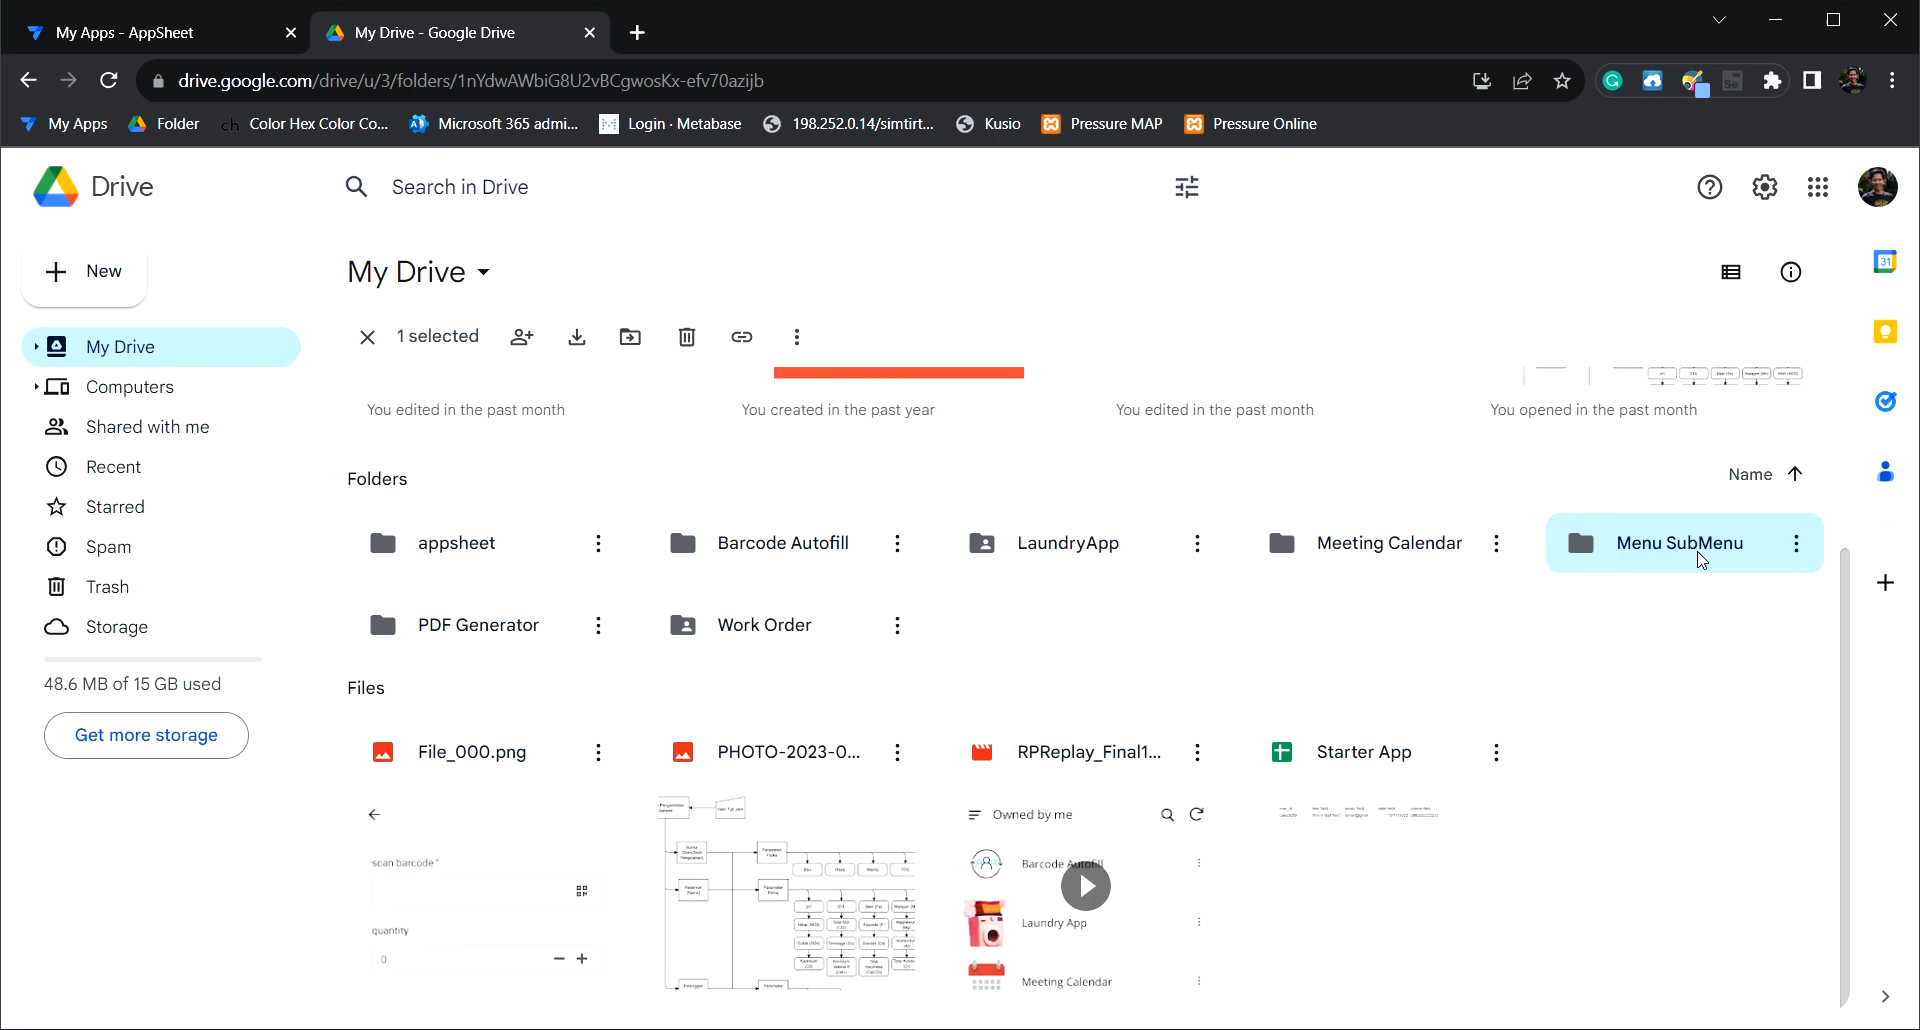 My Apps - AppSheet
My Drive - Google Drive
drive.google.com/drive/u/3/folders/1nYdwAWbiG8U2vBCgwosKx-efv70azijb
My Apps
Folder
ch Color Hex Color Co...
Microsoft 365 admi...
Login · Metabase
198.252.0.14/simtirt...
Kusio
Pressure MAP
Pressure Online
Drive
Search in Drive
New
My Drive
1 selected
My Drive
Computers
Shared with me
Recent
Starred
Spam
Trash
Storage
48.6 MB of 15 GB used
Get more storage
You edited in the past month
You created in the past year
You edited in the past month
You opened in the past month
Folders
Name
appsheet
Barcode Autofill
LaundryApp
Meeting Calendar
Menu SubMenu
PDF Generator
Work Order
Files
File_000.png
PHOTO-2023-0...
RPReplay_Final1...
Starter App
scan barcode*
quantity
0
Owned by me
Barcode Autofill
Laundry App
Meeting Calendar
31